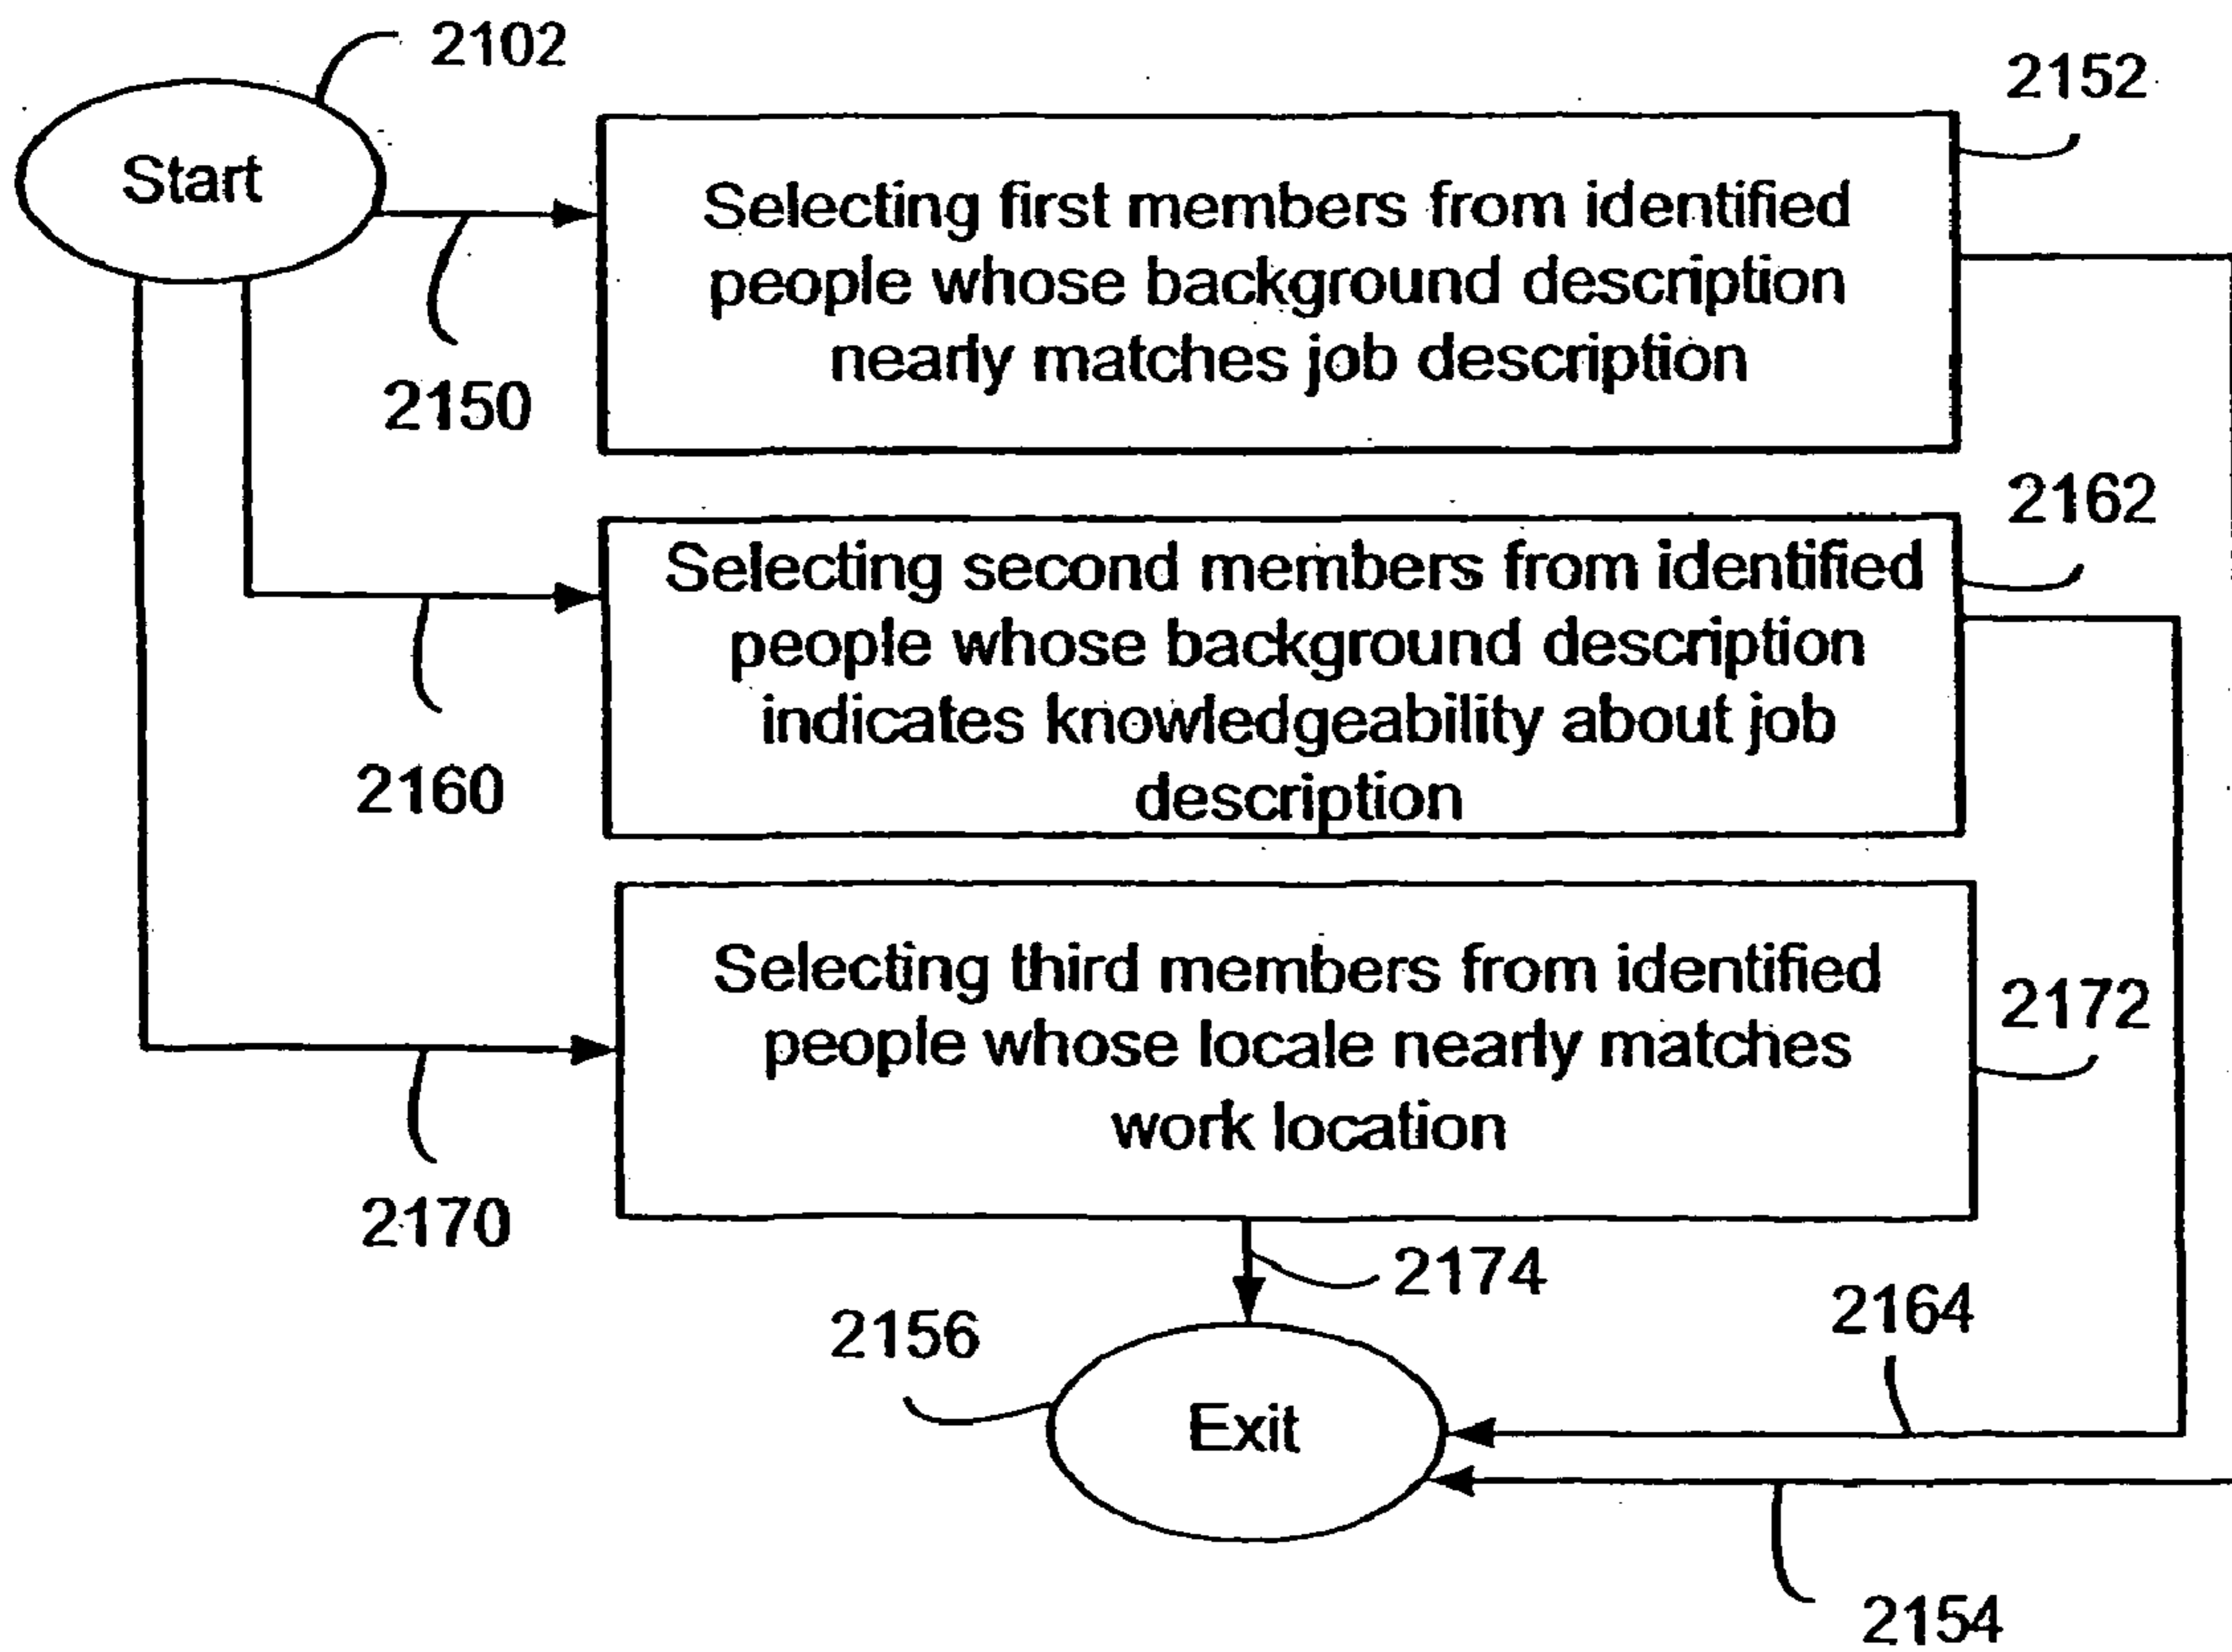 2102
Start
2152
Selecting first members from identified
people whose background description
nearly matches job description
2150
2162
Selecting second members from identified
people whose background description
indicates knowledgeability about job
description
2160
Selecting third members from identified
people whose locale nearly matches
work location
2172
2170
2174
2164
2156
Exit
2154